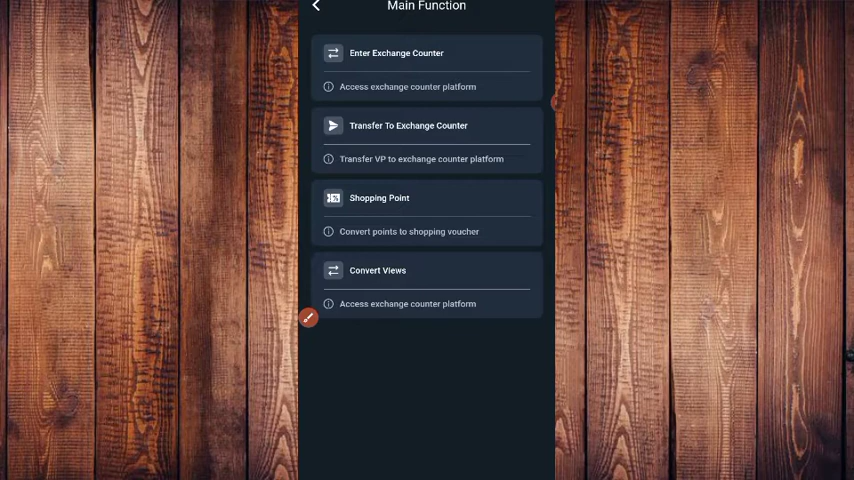 Main Function
Enter Exchange Counter
Access exchange counter platform
Transfer To Exchange Counter
Transfer VP to exchange counter platform
Shopping Point
Convert points to shopping voucher
Convert Views
Access exchange counter platform